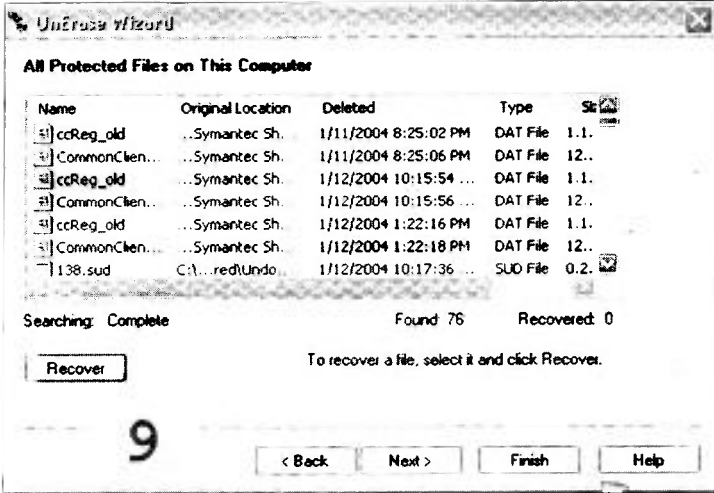 UnErase Wizard
All Protected Files on This Computer
Name Original Location Deleted Type
ccReg_old ...Symantec Sh. 1/11/2004 8:25:02 PM DAT File 1.1.
CommonClien... ...Symantec Sh. 1/11/2004 8:25:06 PM DAT File 12..
ccReg_old ...Symantec Sh. 1/12/2004 10:15:54 ... DAT File 1.1.
CommonClien... ...Symantec Sh. 1/12/2004 10:15:56 ... DAT File 12..
ccReg_old ...Symantec Sh. 1/12/2004 1:22:16 PM DAT File 1.1.
CommonClien... ...Symantec Sh. 1/12/2004 1:22:18 PM DAT File 12..
138.sud C:\...red\Undo.. 1/12/2004 10:17:36 ... SUD File 0.2.
Searching: Complete Found: 76 Recovered: 0
Recover To recover a file, select it and click Recover.
9
< Back Next > Finish Help